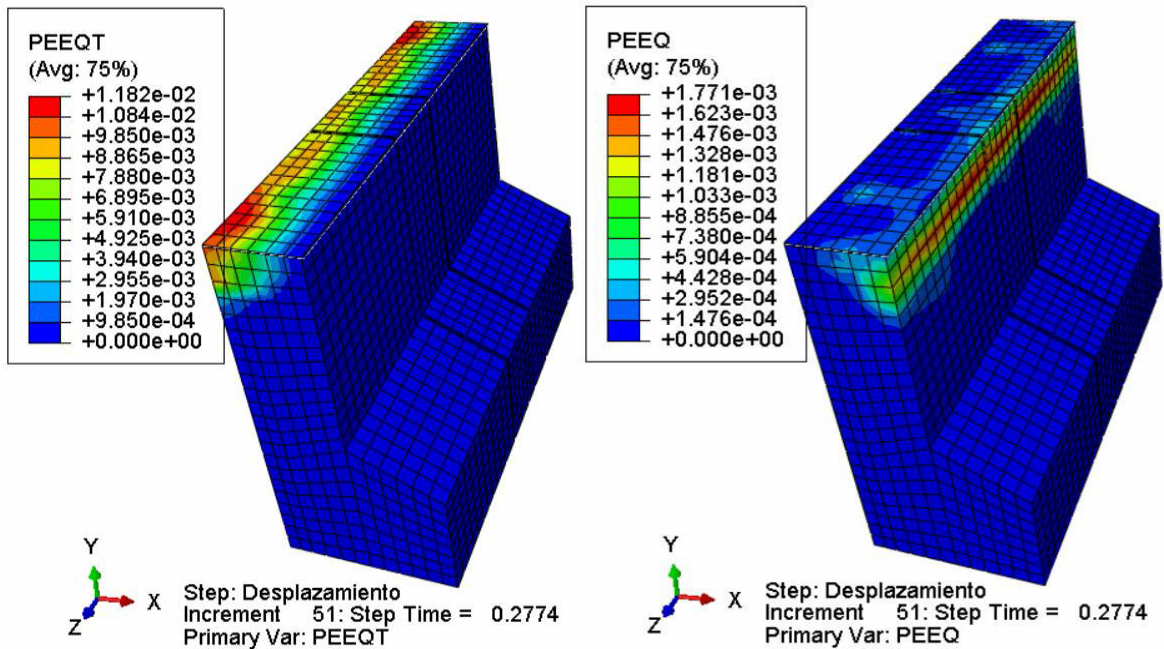 PEEQT
(Avg: 75%)
+1.182e-02
+1.084e-02
+9.850e-03
+8.865e-03
+7.880e-03
+6.895e-03
+5.910e-03
+4.925e-03
+3.940e-03
+2.955e-03
+1.970e-03
+9.850e-04
+0.000e+00
Y
X
Z
Step: Desplazamiento
Increment 51: Step Time = 0.2774
Primary Var: PEEQT
PEEQ
(Avg: 75%)
+1.771e-03
+1.623e-03
+1.476e-03
+1.328e-03
+1.181e-03
+1.033e-03
+8.855e-04
+7.380e-04
+5.904e-04
+4.428e-04
+2.952e-04
+1.476e-04
+0.000e+00
Y
X
Z
Step: Desplazamiento
Increment 51: Step Time = 0.2774
Primary Var: PEEQ